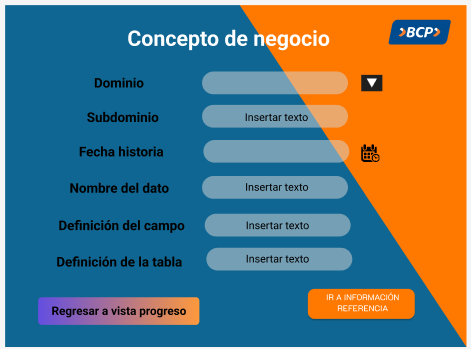 Concepto de negocio
BCP
Dominio
Subdominio Insertar texto
Fecha historia
Nombre del dato Insertar texto
Definición del campo Insertar texto
Definición de la tabla Insertar texto
Regresar a vista progreso
IR A INFORMACIÓN
REFERENCIA